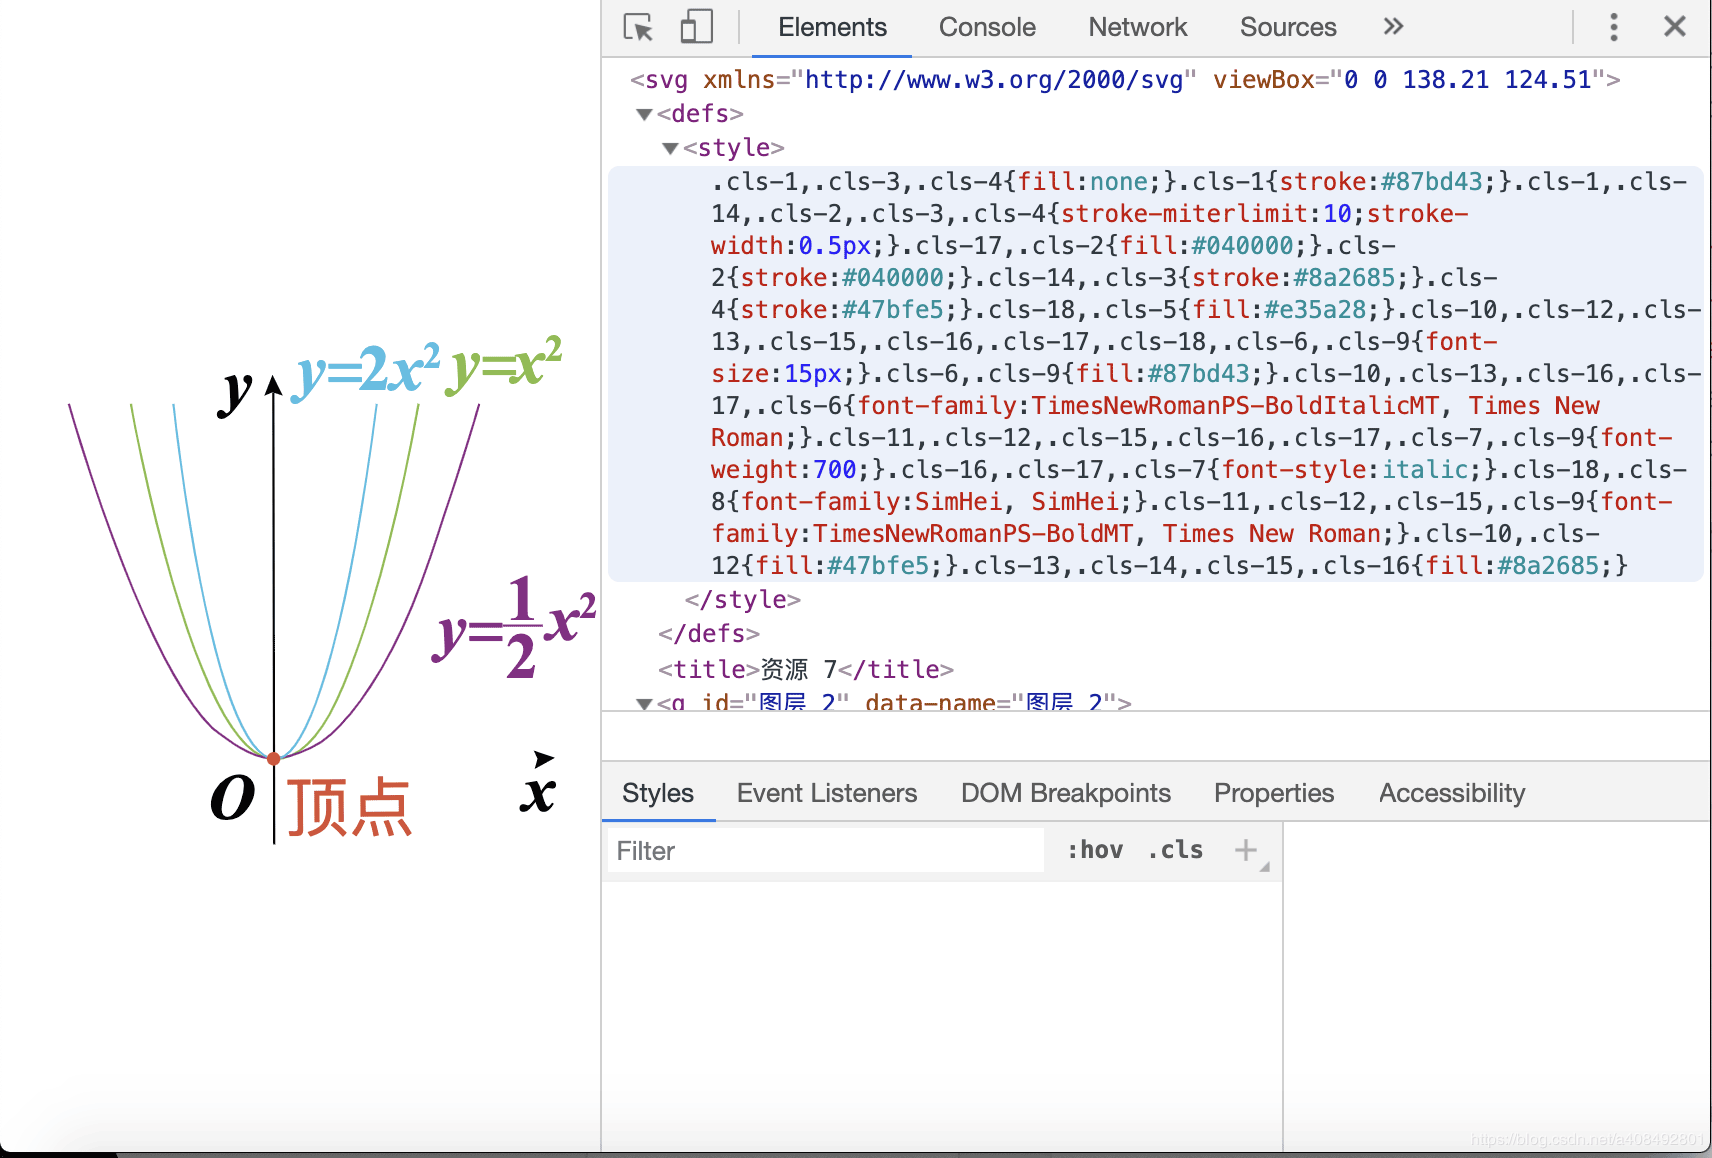 y
y=2x²
y=x²
y=1/2x²
O
顶点
x
Elements
Console
Network
Sources
»
<svg xmlns="http://www.w3.org/2000/svg" viewBox="0 0 138.21 124.51">
▼<defs>
▼<style>
.cls-1,.cls-3,.cls-4{fill:none;}.cls-1{stroke:#87bd43;}.cls-1,.cls-
14,.cls-2,.cls-3,.cls-4{stroke-miterlimit:10;stroke-
width:0.5px;}.cls-17,.cls-2{fill:#040000;}.cls-
2{stroke:#040000;}.cls-14,.cls-3{stroke:#8a2685;}.cls-
4{stroke:#47bfe5;}.cls-18,.cls-5{fill:#e35a28;}.cls-10,.cls-12,.cls-
13,.cls-15,.cls-16,.cls-17,.cls-18,.cls-6,.cls-9{font-
size:15px;}.cls-6,.cls-9{fill:#87bd43;}.cls-10,.cls-13,.cls-16,.cls-
17,.cls-6{font-family:TimesNewRomanPS-BoldItalicMT, Times New
Roman;}.cls-11,.cls-12,.cls-15,.cls-16,.cls-17,.cls-7,.cls-9{font-
weight:700;}.cls-16,.cls-17,.cls-7{font-style:italic;}.cls-18,.cls-
8{font-family:SimHei, SimHei;}.cls-11,.cls-12,.cls-15,.cls-9{font-
family:TimesNewRomanPS-BoldMT, Times New Roman;}.cls-10,.cls-
12{fill:#47bfe5;}.cls-13,.cls-14,.cls-15,.cls-16{fill:#8a2685;}
</style>
</defs>
<title>资源 7</title>
▼<g id="图层_2" data-name="图层 2">
Styles
Event Listeners
DOM Breakpoints
Properties
Accessibility
Filter
:hov
.cls
+
https://blog.csdn.net/a408492801